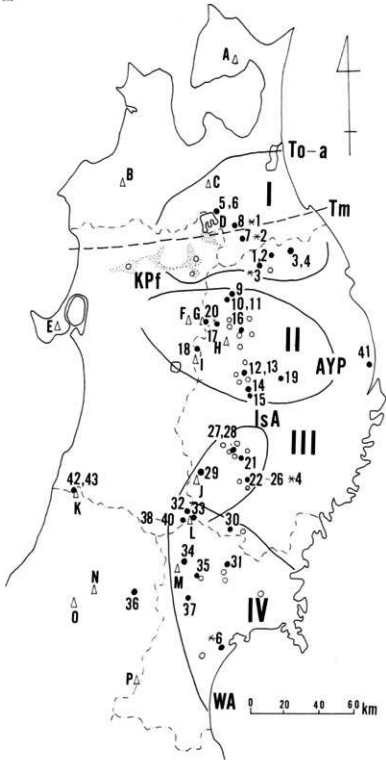 A
To-a
B
C
I
5,6
D
8 *1
Tm
7 *2
1,2
3,4
*3
KPf
9
10,11
F
G
20
16
17
H
E
II
18
I
12,13
19
AYP
41
14
15
IsA
27,28
III
21
29
22~26 *4
42,43
K
J
32
33
38
40
L
30
34
M
35
31
N
O
36
37
IV
*6
P
WA
0 20 40 60 km